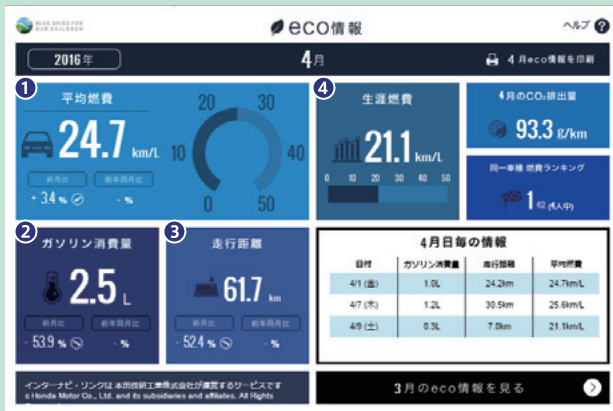 BLUE SKIES FOR
OUR CHILDREN
eco情報
ヘルプ ?
2016年
4月
4月eco情報を印刷
1
平均燃費
24.7 km/L
前月比
前年同月比
+ 3.4 %
- %
0 10 20 30 40 50
4
生涯燃費
21.1 km/L
0 10 20 30 40 50
4月のCO₂排出量
93.3 g/km
同一車種 燃費ランキング
1位 (4人中)
2
ガソリン消費量
2.5 L
前月比
前年同月比
- 53.9 %
- %
3
走行距離
61.7 km
前月比
前年同月比
- 52.4 %
- %
4月日毎の情報
日付 ガソリン消費量 走行距離 平均燃費
4/1 (金) 1.0L 24.2km 24.7km/L
4/7 (木) 1.2L 30.5km 25.6km/L
4/9 (土) 0.3L 7.0km 21.1km/L
インターナビ・リンクは 本田技研工業株式会社が運営するサービスです
c Honda Motor Co., Ltd. and its subsidiaries and affiliates. All Rights
3月のeco情報を見る